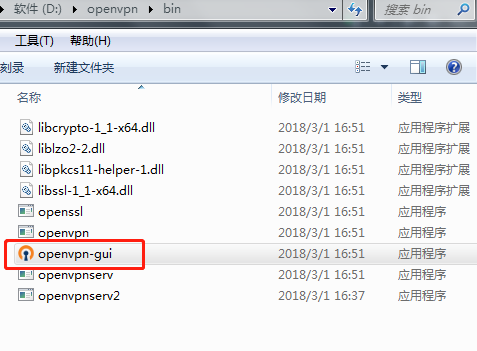 软件 (D:) ▸ openvpn ▸ bin
搜索 bin
工具(T) 帮助(H)
刻录 新建文件夹
名称 修改日期 类型
libcrypto-1_1-x64.dll 2018/3/1 16:51 应用程序扩展
liblzo2-2.dll 2018/3/1 16:51 应用程序扩展
libpkcs11-helper-1.dll 2018/3/1 16:51 应用程序扩展
libssl-1_1-x64.dll 2018/3/1 16:51 应用程序扩展
openssl 2018/3/1 16:51 应用程序
openvpn 2018/3/1 16:51 应用程序
openvpn-gui 2018/3/1 16:51 应用程序
openvpnserv 2018/3/1 16:51 应用程序
openvpnserv2 2018/3/1 16:37 应用程序